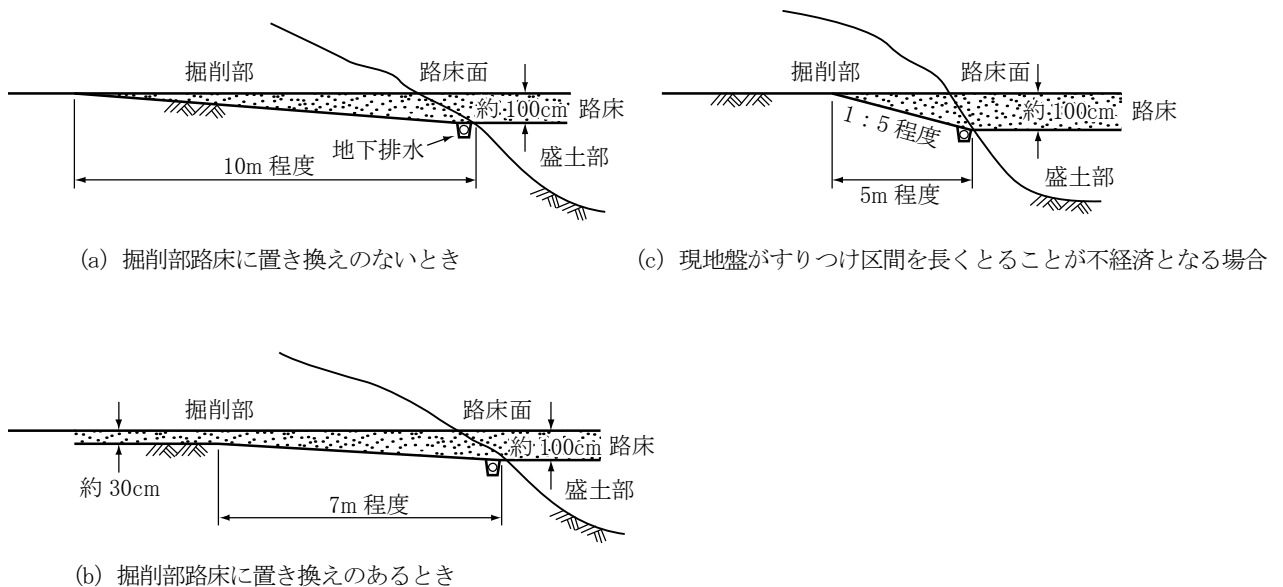 掘削部
路床面
約100cm 路床
地下排水
盛土部
10m 程度
(a) 掘削部路床に置き換えのないとき
掘削部
路床面
約100cm 路床
1:5 程度
盛土部
5m 程度
(c) 現地盤がすりつけ区間を長くとることが不経済となる場合
掘削部
路床面
約100cm 路床
約 30cm
盛土部
7m 程度
(b) 掘削部路床に置き換えのあるとき